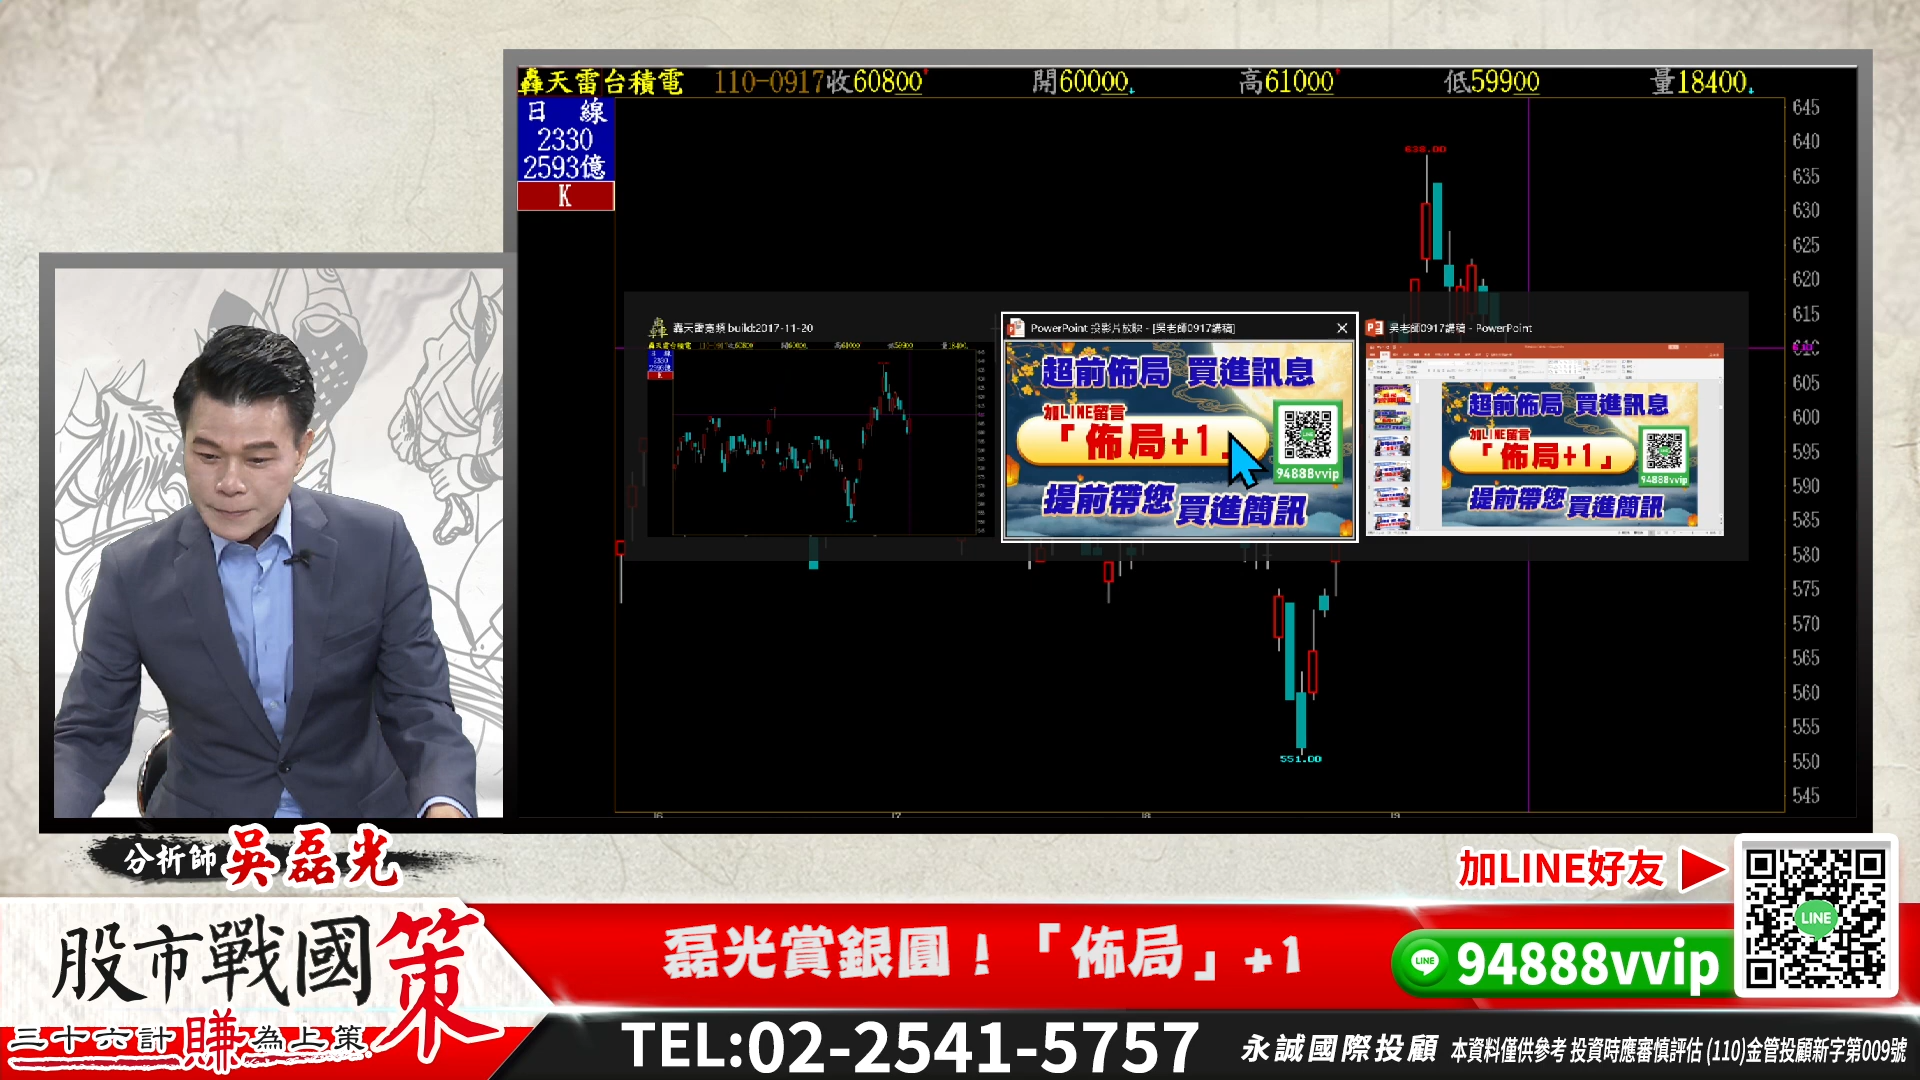 轟天雷台積電 110-0917收60800 開60000 高61000 低59900 量18400
日 線
2330
2593億
K
645
640
635
630
625
620
615
610
605
600
595
590
585
580
575
570
565
560
555
550
545
638.00
551.00
轟天雷寬頻 build:2017-11-20
PowerPoint 投影片放映 - [吳老師0917講稿]
吳老師0917講稿 - PowerPoint
超前佈局 買進訊息
加LINE留言
「佈局+1」
94888vvip
提前帶您 買進簡訊
超前佈局 買進訊息
加LINE留言
「佈局+1」
94888vvip
提前帶您 買進簡訊
分析師 吳磊光
股市戰國策
三十六計 賺為上策
加LINE好友
磊光賞銀圓!「佈局」+1
LINE 94888vvip
LINE
TEL:02-2541-5757
永誠國際投顧 本資料僅供參考 投資時應審慎評估 (110)金管投顧新字第009號